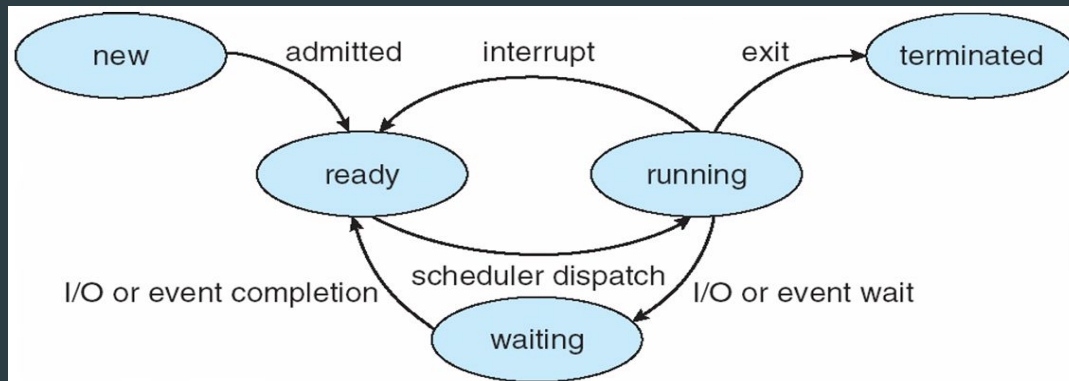 new
admitted
interrupt
exit
terminated
ready
running
I/O or event completion
scheduler dispatch
I/O or event wait
waiting